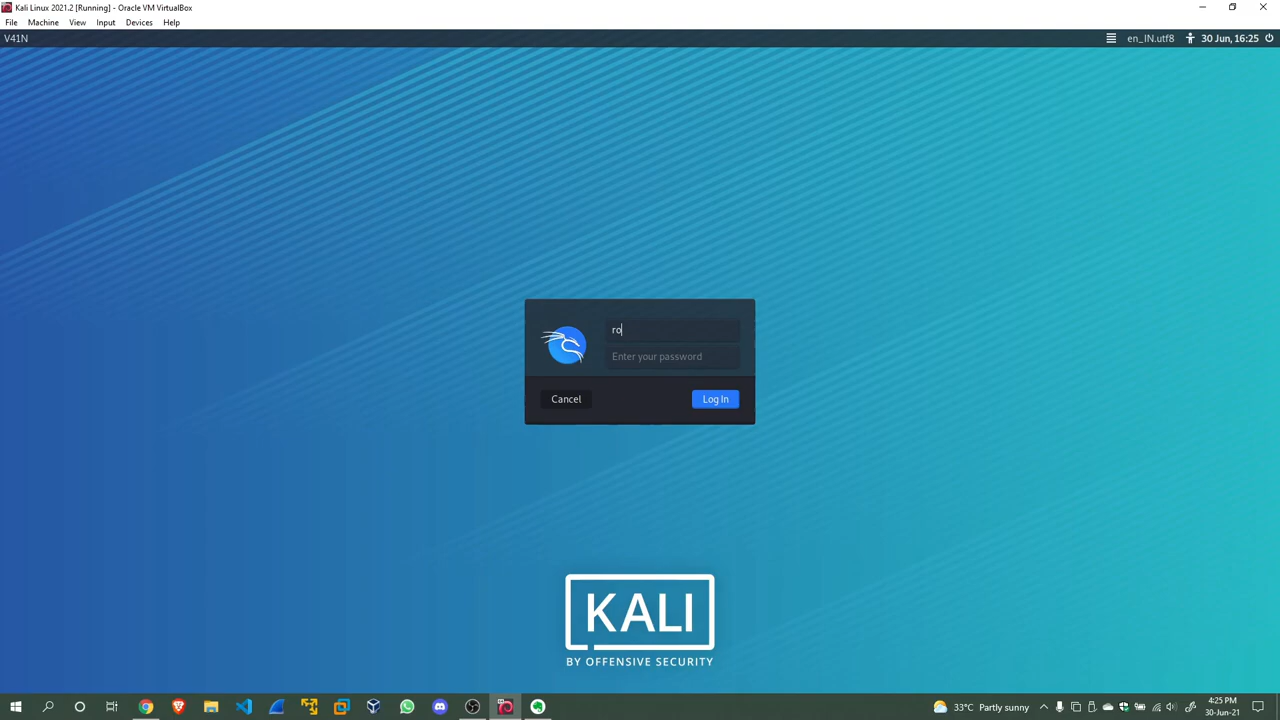 Kali Linux 2021.2 [Running] - Oracle VM VirtualBox
File Machine View Input Devices Help
V41N en_IN.utf8 30 Jun, 16:25
ro
Enter your password
Cancel Log In
KALI
BY OFFENSIVE SECURITY
33°C Partly sunny 4:25 PM
30-Jun-21